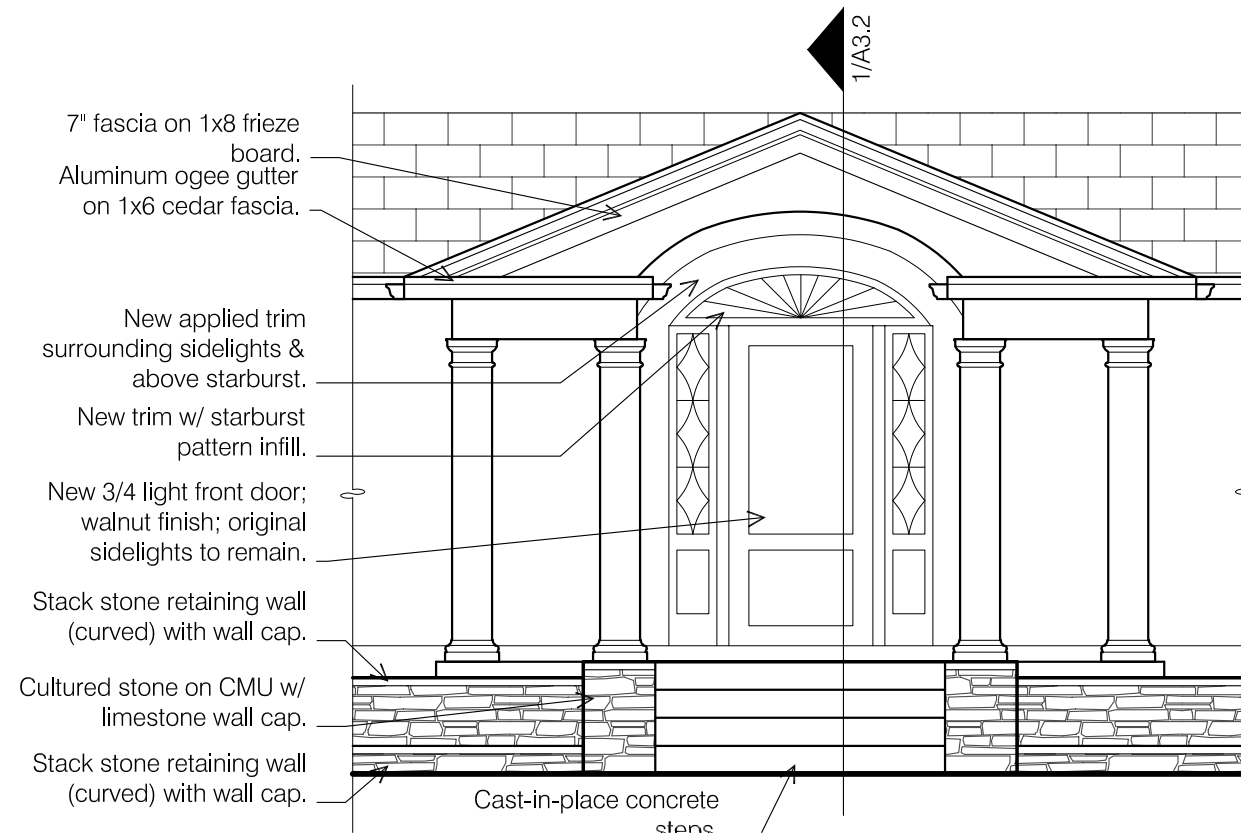 1/A3.2
7" fascia on 1x8 frieze
board.
Aluminum ogee gutter
on 1x6 cedar fascia.
New applied trim
surrounding sidelights &
above starburst.
New trim w/ starburst
pattern infill.
New 3/4 light front door;
walnut finish; original
sidelights to remain.
Stack stone retaining wall
(curved) with wall cap.
Cultured stone on CMU w/
limestone wall cap.
Stack stone retaining wall
(curved) with wall cap.
Cast-in-place concrete
steps